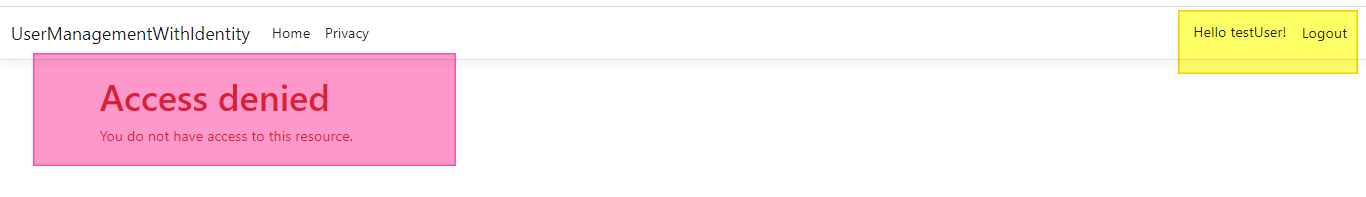 UserManagementWithIdentity Home Privacy Hello testUser! Logout
Access denied
You do not have access to this resource.